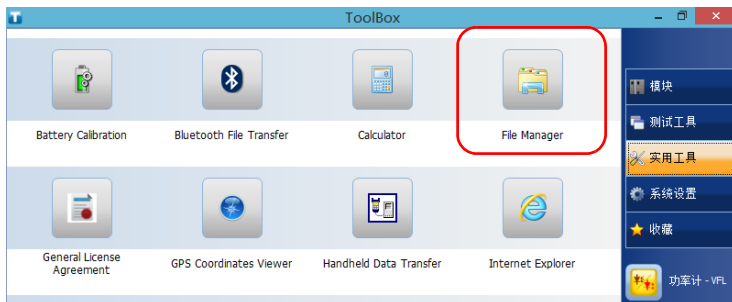 ToolBox
Battery Calibration
Bluetooth File Transfer
Calculator
File Manager
General License
Agreement
GPS Coordinates Viewer
Handheld Data Transfer
Internet Explorer
模块
测试工具
实用工具
系统设置
收藏
功率计 - VFL